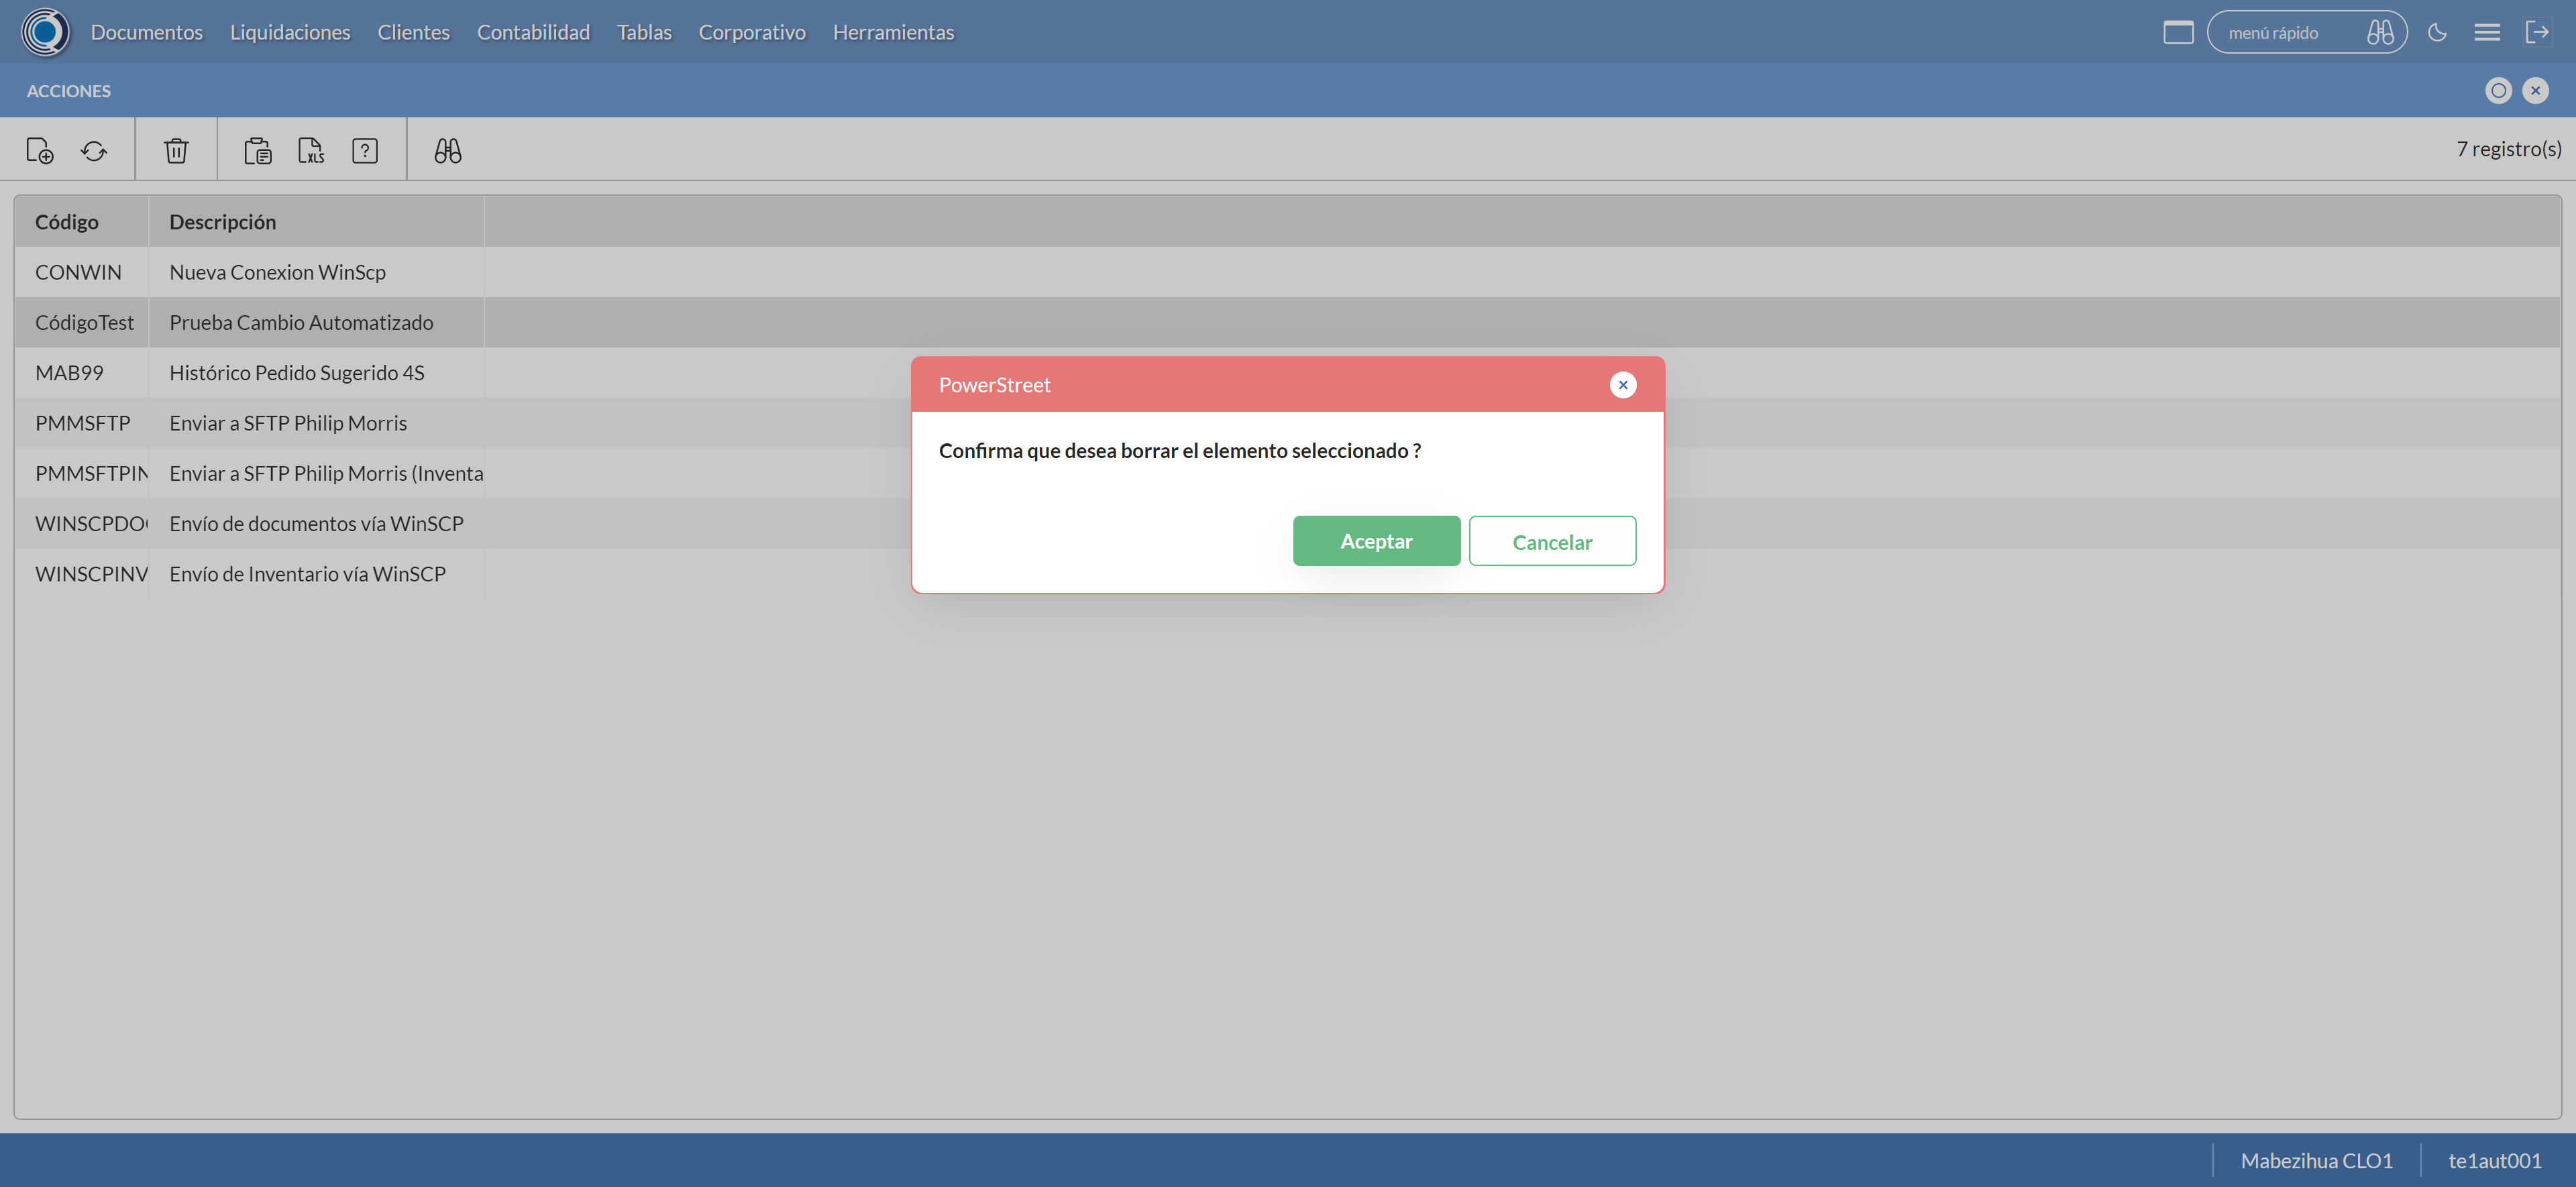 Documentos Liquidaciones Clientes Contabilidad Tablas Corporativo Herramientas menú rápido
ACCIONES
XLS ? 7 registro(s)
Código Descripción
CONWIN Nueva Conexion WinScp
CódigoTest Prueba Cambio Automatizado
MAB99 Histórico Pedido Sugerido 4S
PMMSFTP Enviar a SFTP Philip Morris
PMMSFTPIN Enviar a SFTP Philip Morris (Inventa
WINSCPDO Envío de documentos vía WinSCP
WINSCPINV Envío de Inventario vía WinSCP
PowerStreet
Confirma que desea borrar el elemento seleccionado ?
Aceptar Cancelar
Mabezihua CLO1 te1aut001